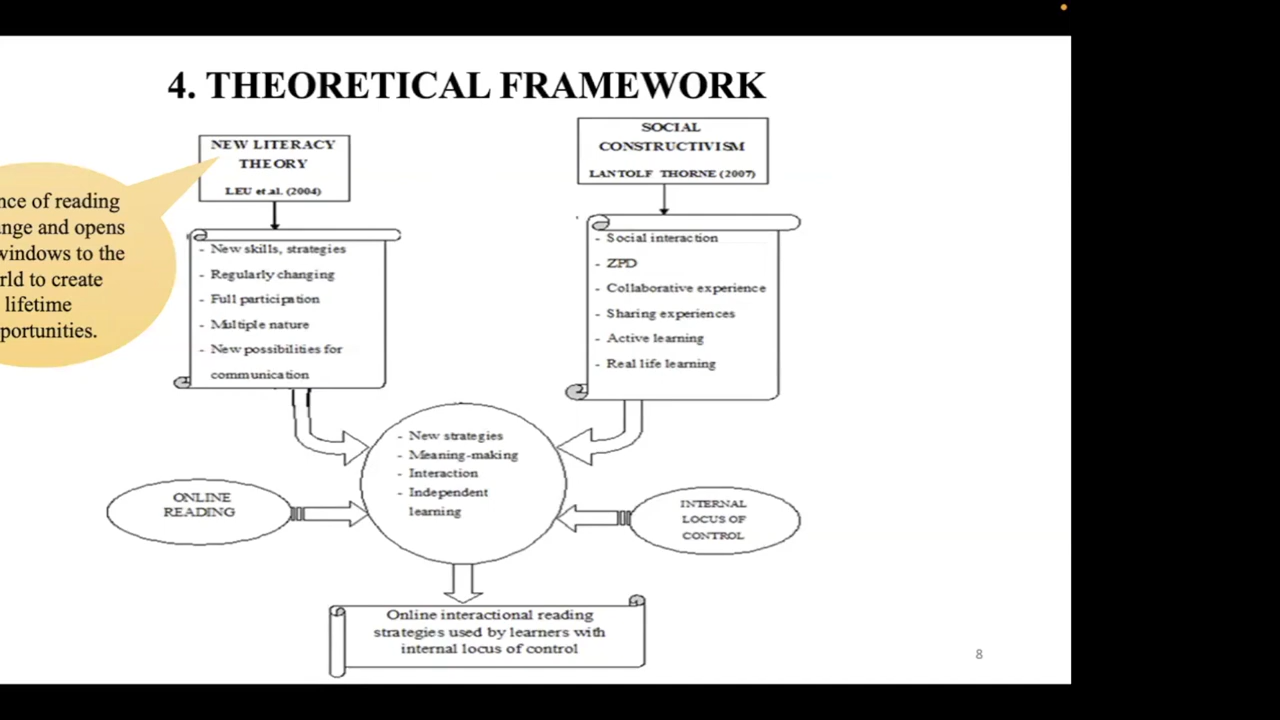 4. THEORETICAL FRAMEWORK
NEW LITERACY
THEORY
LEU et.al. (2004)
SOCIAL
CONSTRUCTIVISM
LANTOLF THORNE (2007)
of reading
and opens
windows to the
to create
lifetime
- New skills, strategies
- Regularly changing
- Full participation
- Multiple nature
- New possibilities for
communication
- Social interaction
- ZPD
- Collaborative experience
- Sharing experiences
- Active learning
- Real life learning
- New strategies
- Meaning-making
- Interaction
- Independent
learning
ONLINE
READING
INTERNAL
LOCUS OF
CONTROL
Online interactional reading
strategies used by learners with
internal locus of control
8